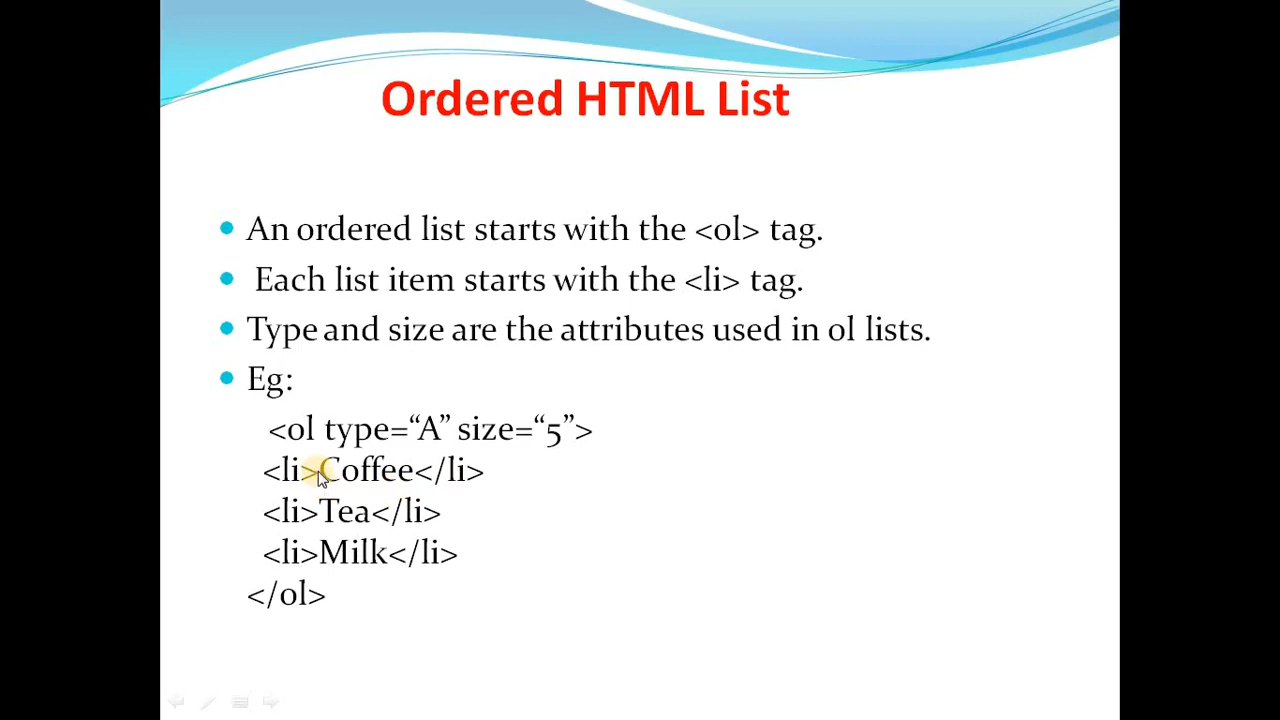 Ordered HTML List
An ordered list starts with the <ol> tag.
Each list item starts with the <li> tag.
Type and size are the attributes used in ol lists.
Eg:
<ol type=“A” size=“5”>
<li>Coffee</li>
<li>Tea</li>
<li>Milk</li>
</ol>